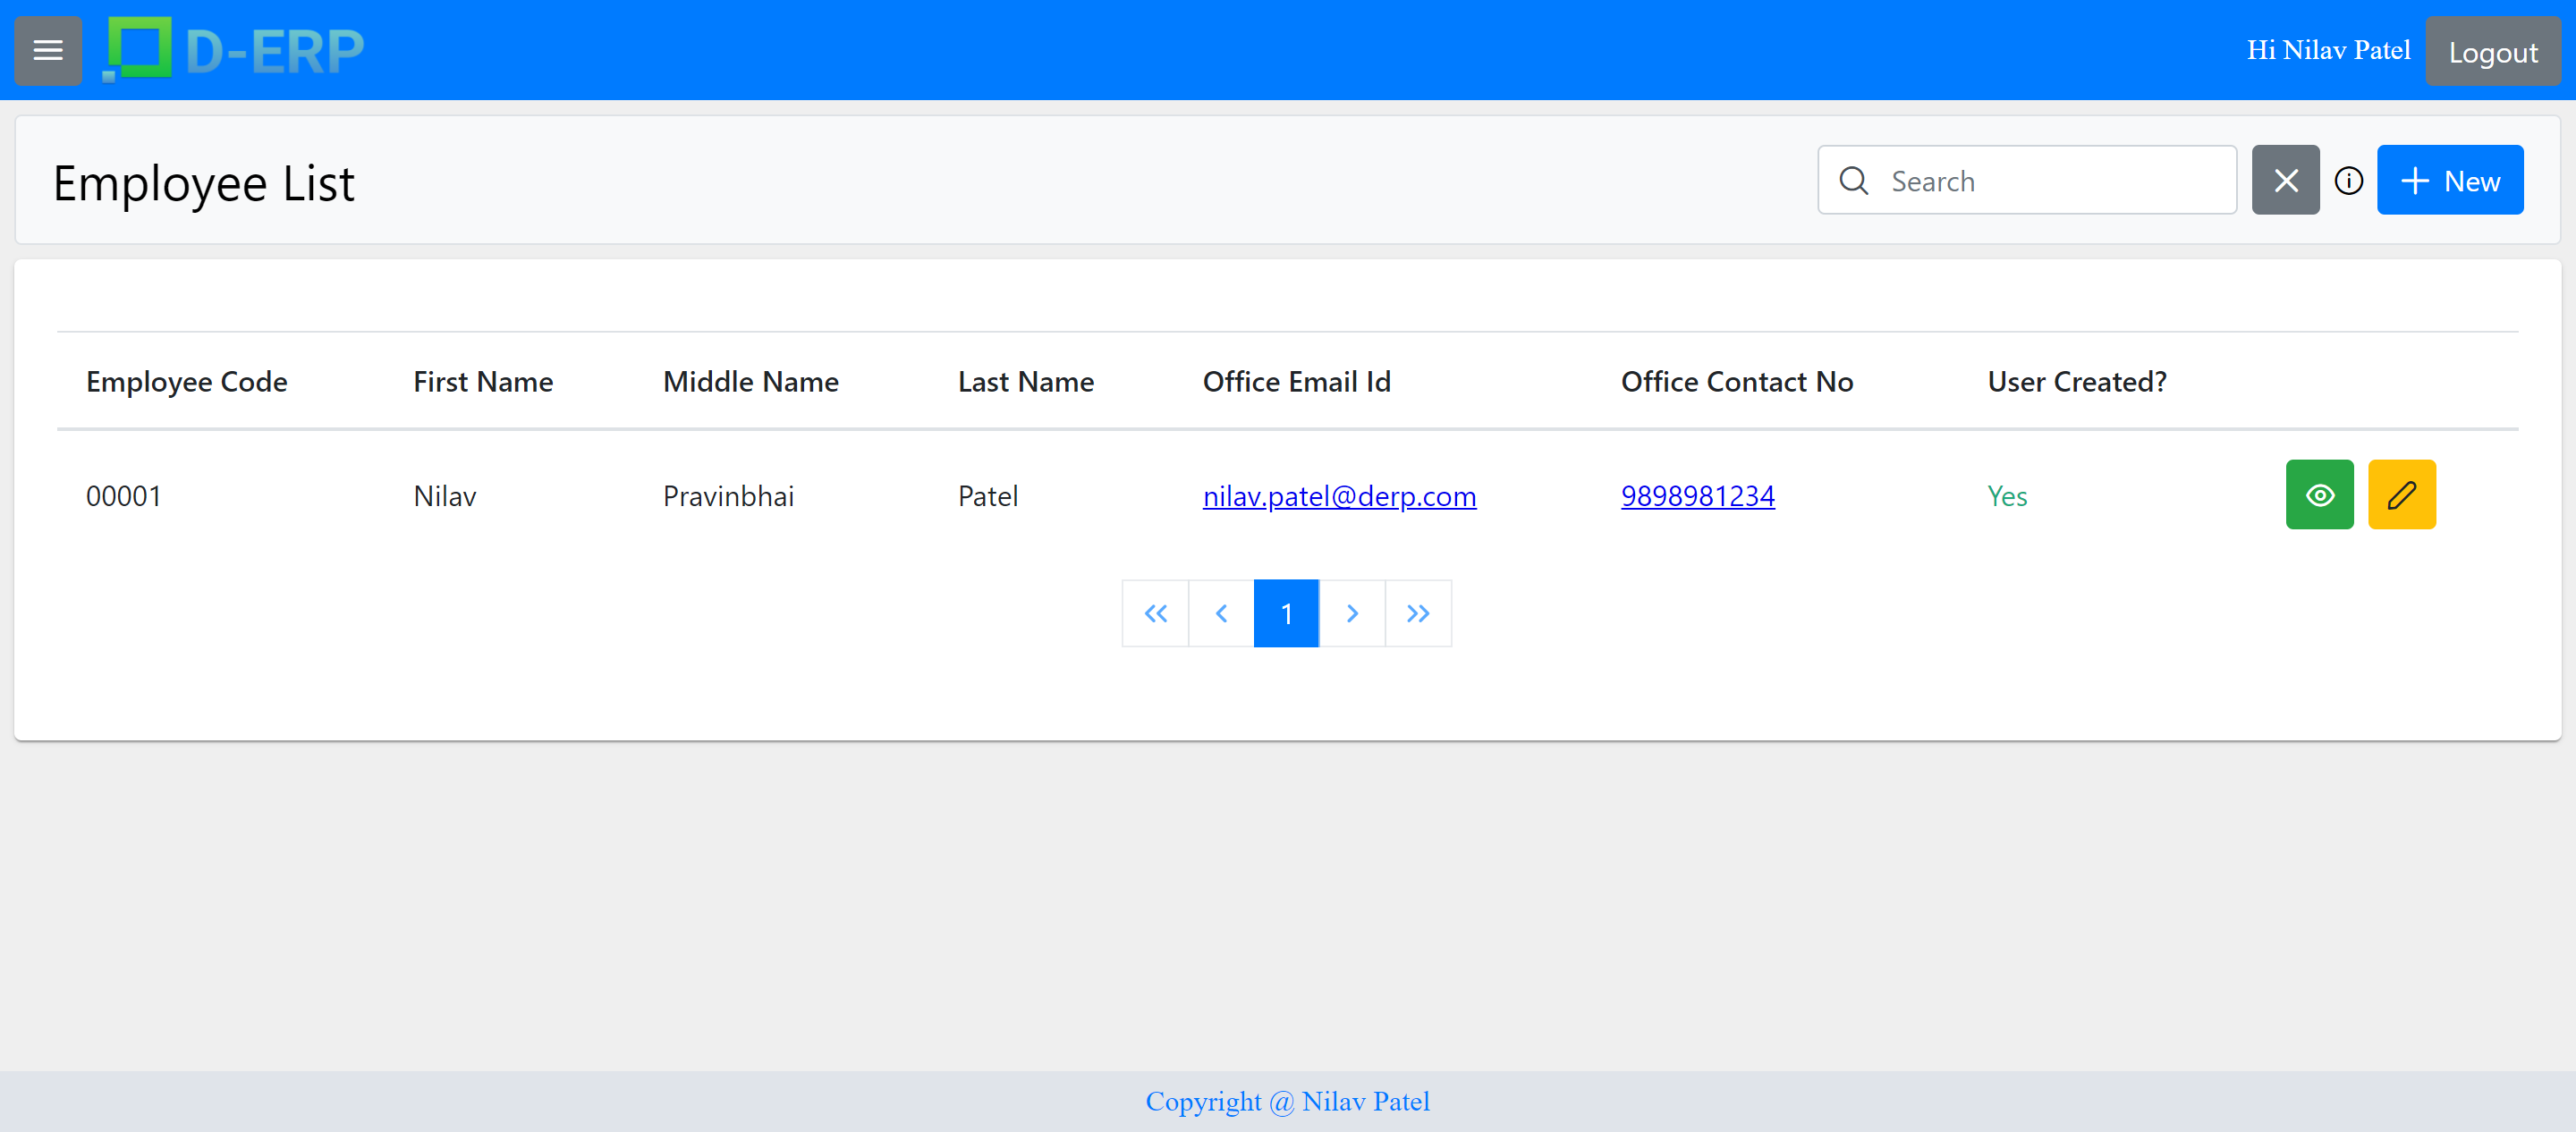 D-ERP
Hi Nilav Patel Logout
Employee List
Search
New
Employee Code First Name Middle Name Last Name Office Email Id Office Contact No User Created?
00001 Nilav Pravinbhai Patel nilav.patel@derp.com 9898981234 Yes
1
Copyright @ Nilav Patel